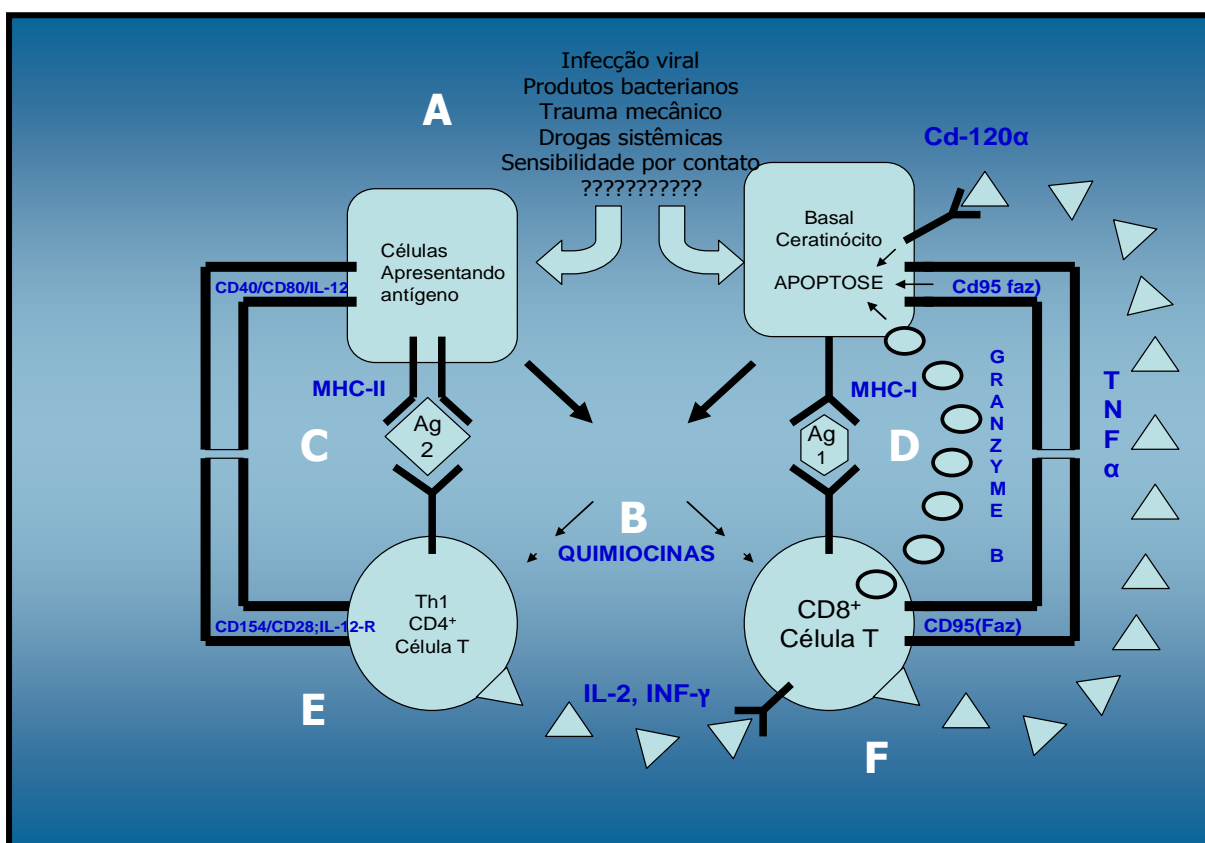 A
Infecção viral
Produtos bacterianos
Trauma mecânico
Drogas sistêmicas
Sensibilidade por contato
???????????
Cd-120α
Células
Apresentando
antígeno
Basal
Ceratinócito
APOPTOSE
CD40/CD80/IL-12
Cd95 faz)
MHC-II
MHC-I
GRANZYME B
TNFα
C
Ag
2
Ag
1
D
B
QUIMIOCINAS
Th1
CD4+
Célula T
CD154/CD28;IL-12-R
CD8+
Célula T
CD95(Faz)
E
IL-2, INF-γ
F